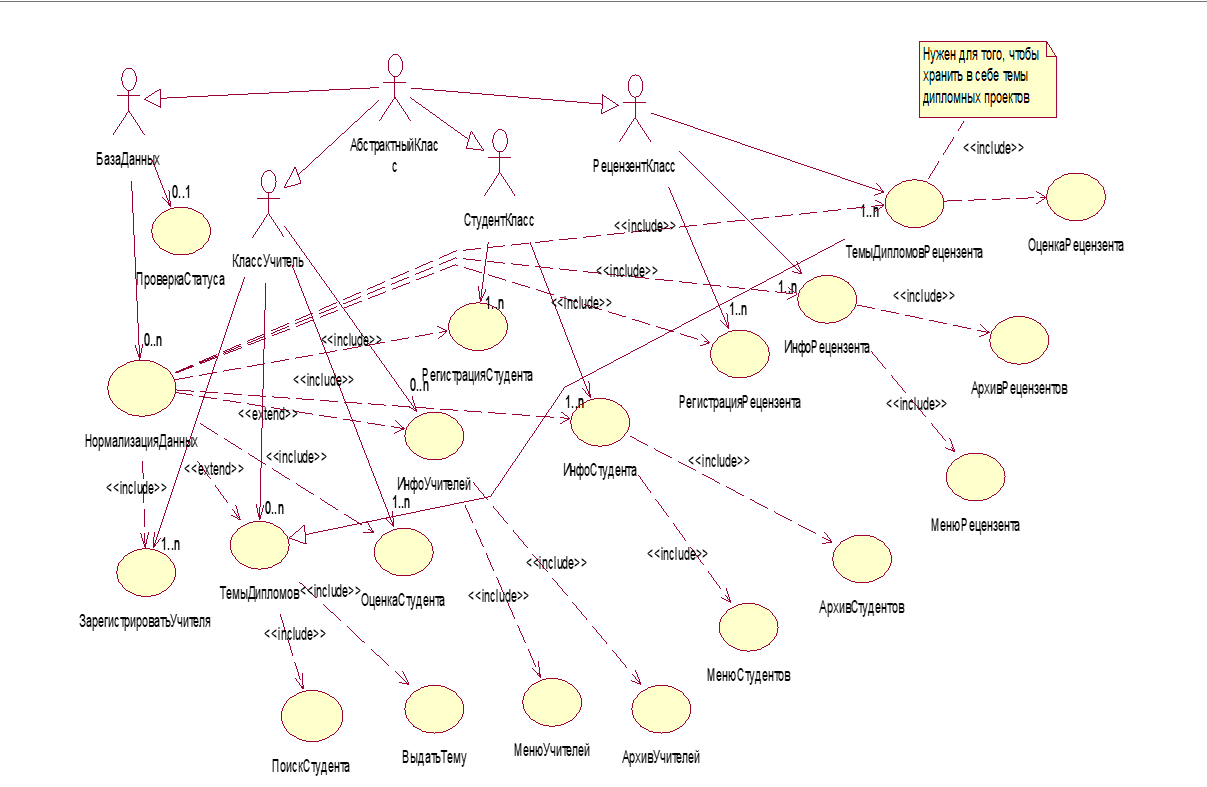 Нужен для того, чтобы
хранить в себе темы
дипломных проектов
<<include>>
БазаДанных
АбстрактныйКлас
с
РецензентКласс
0..1
СтудентКласс
1..n
<<include>>
ТемыДипломовРецензента
ОценкаРецензента
КлассУчитель
ПроверкаСтатуса
<<include>>
1..n
ИнфоРецензента
<<include>>
АрхивРецензентов
<<include>>
1..n
1..n
РегистрацияРецензента
0..n
<<include>>
РегистрацияСтудента
<<include>>
0..n
1..n
<<include>>
МенюРецензента
<<extend>>
НормализацияДанных
ИнфоУчителей
ИнфоСтудента
<<include>>
<<extend>>
<<include>>
<<include>>
0..n
1..n
1..n
ЗарегистрироватьУчителя
ТемыДипломов
<<include>>
ОценкаСтудента
<<include>>
<<include>>
<<include>>
АрхивСтудентов
<<include>>
МенюСтудентов
ПоискСтудента
ВыдатьТему
МенюУчителей
АрхивУчителей